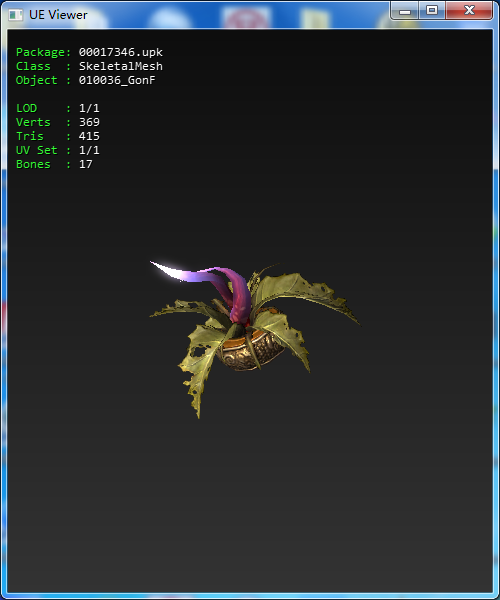 UE Viewer
Package: 00017346.upk
Class : SkeletalMesh
Object : 010036_GonF
LOD : 1/1
Verts : 369
Tris : 415
UV Set : 1/1
Bones : 17